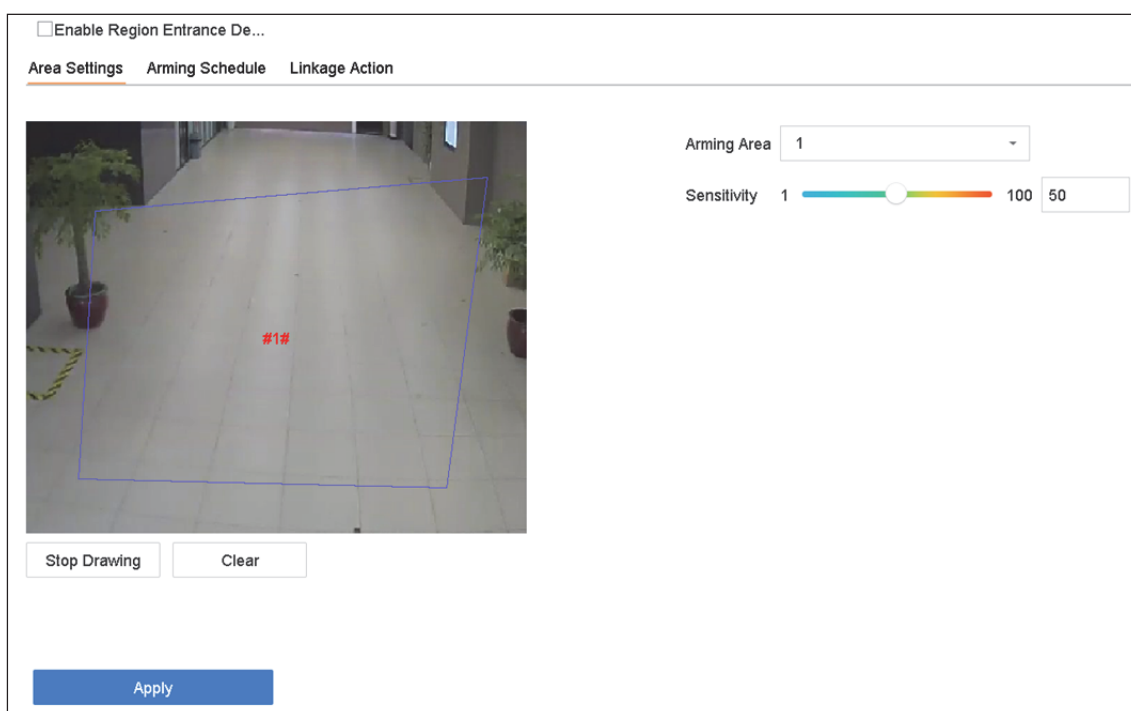 Enable Region Entrance De...
Area Settings Arming Schedule Linkage Action
Arming Area 1
Sensitivity 1 100 50
#1#
Stop Drawing Clear
Apply